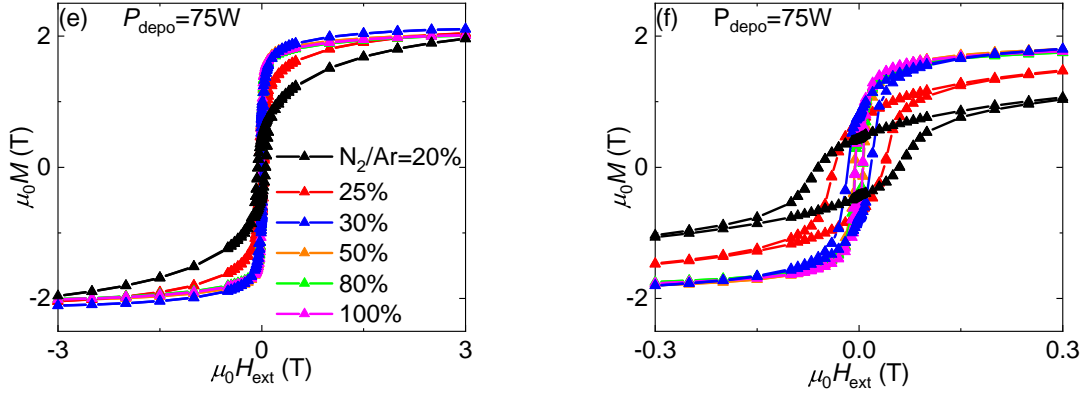 (e) P_depo=75W
2
0
-2
μ₀M (T)
N₂/Ar=20%
25%
30%
50%
80%
100%
-3 0 3
μ₀H_ext (T)
(f) P_depo=75W
2
0
-2
μ₀M (T)
-0.3 0.0 0.3
μ₀H_ext (T)